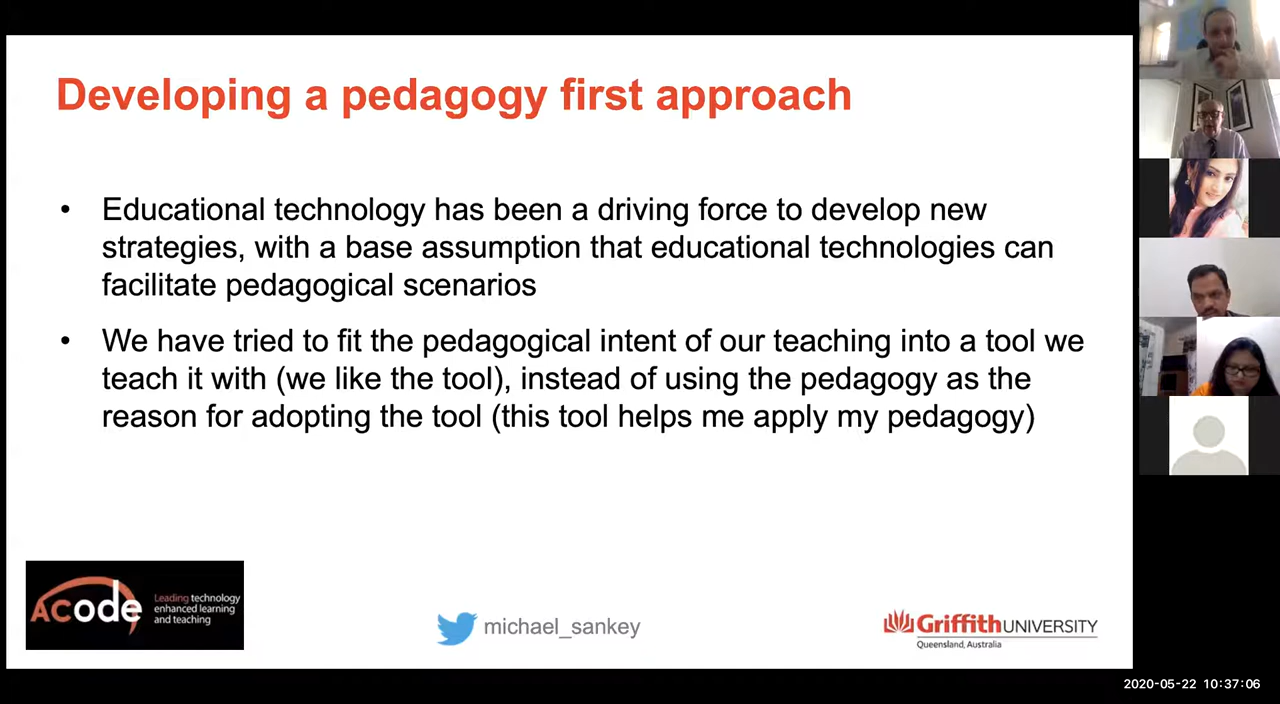 Developing a pedagogy first approach
• Educational technology has been a driving force to develop new
strategies, with a base assumption that educational technologies can
facilitate pedagogical scenarios
• We have tried to fit the pedagogical intent of our teaching into a tool we
teach it with (we like the tool), instead of using the pedagogy as the
reason for adopting the tool (this tool helps me apply my pedagogy)
ACode
Leading technology
enhanced learning
and teaching
michael_sankey
Griffith UNIVERSITY
Queensland, Australia
2020-05-22 10:37:06